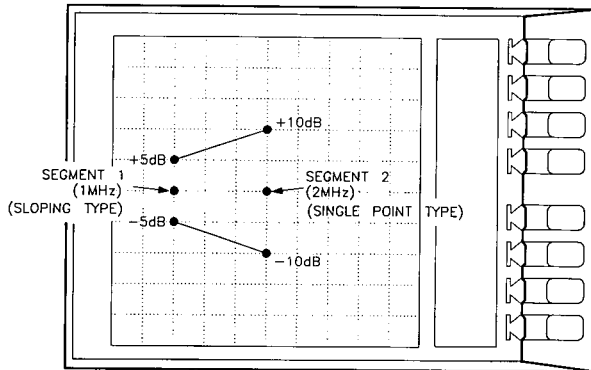 +10dB
+5dB
SEGMENT 1
(1MHz)
(SLOPING TYPE)
SEGMENT 2
(2MHz)
(SINGLE POINT TYPE)
-5dB
-10dB